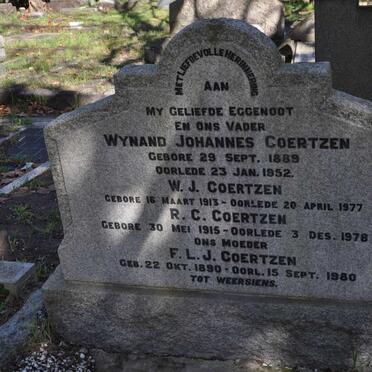 MET LIEFDEVOLLE HERINNERING
AAN
MY GELIEFDE EGGENOOT
EN ONS VADER
WYNAND JOHANNES COERTZEN
GEBORE 29 SEPT. 1889
OORLEDE 23 JAN. 1952.
W. J. COERTZEN
GEBORE 16 MAART 1913 - OORLEDE 20 APRIL 1977
R. C. COERTZEN
GEBORE 30 MEI 1915 - OORLEDE 3 DES. 1978
ONS MOEDER
F. L. J. COERTZEN
GEB. 22 OKT. 1890 - OORL. 15 SEPT. 1980
TOT WEERSIENS.